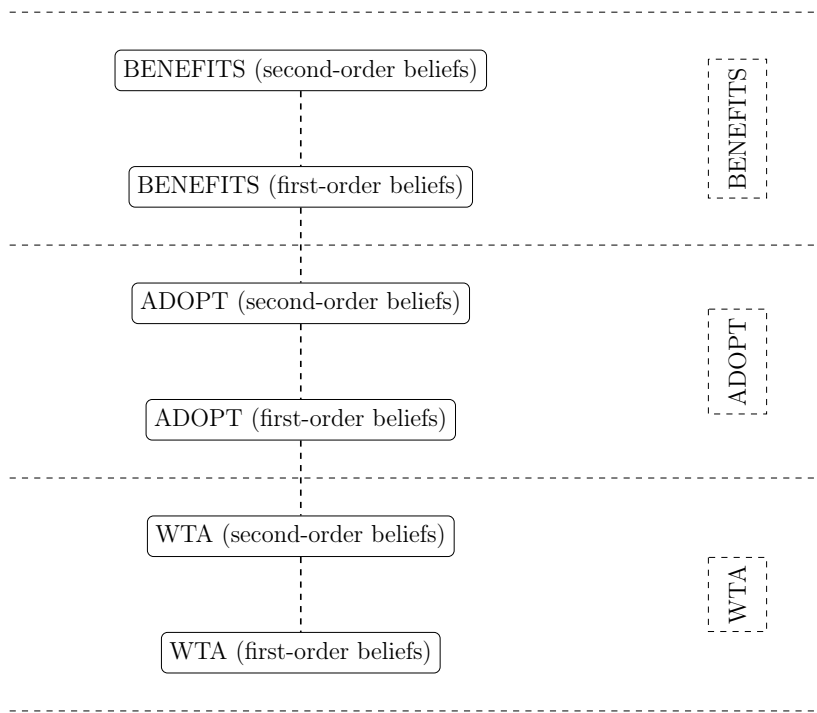 BENEFITS (second-order beliefs)
BENEFITS (first-order beliefs)
BENEFITS
ADOPT (second-order beliefs)
ADOPT (first-order beliefs)
ADOPT
WTA (second-order beliefs)
WTA (first-order beliefs)
WTA